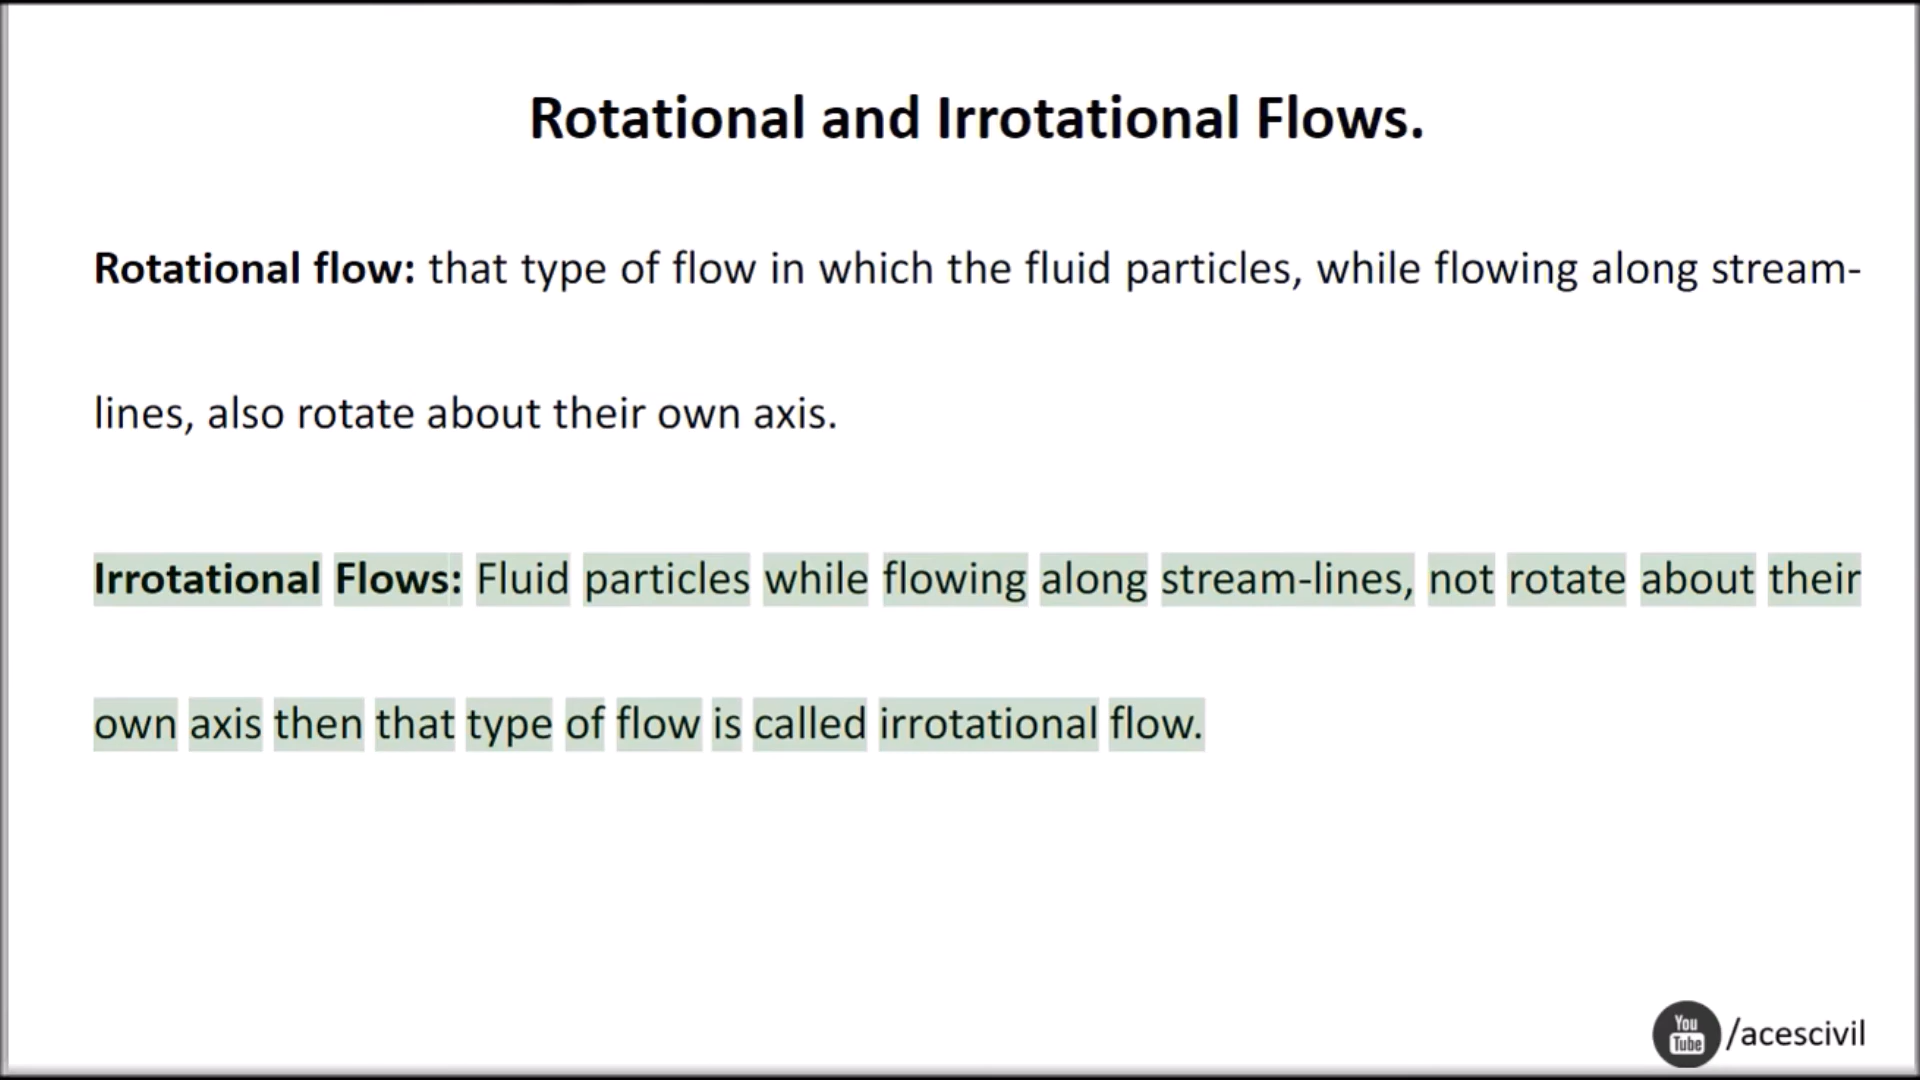 Rotational and Irrotational Flows.
Rotational flow: that type of flow in which the fluid particles, while flowing along stream-
lines, also rotate about their own axis.
Irrotational Flows: Fluid particles while flowing along stream-lines, not rotate about their
own axis then that type of flow is called irrotational flow.
You
Tube
/acescivil